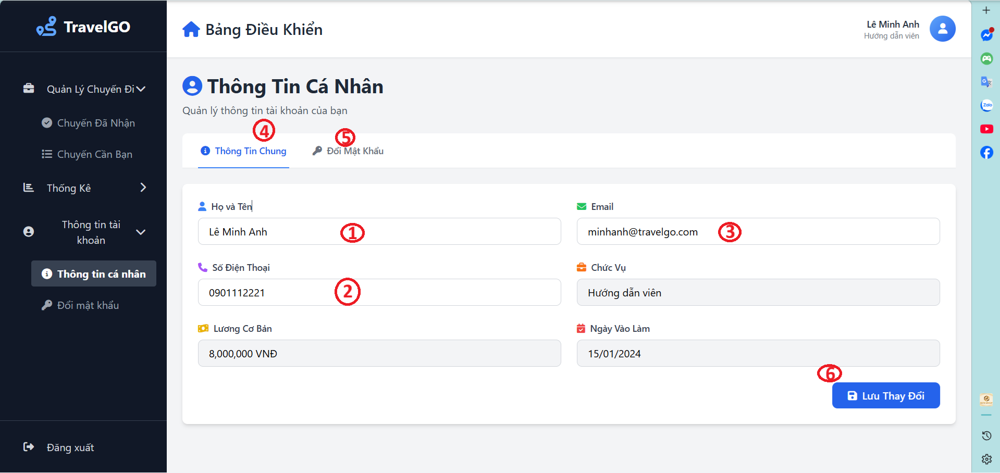 TravelGO
Quản Lý Chuyến Đi
Chuyến Đã Nhận
Chuyến Cần Bạn
Thống Kê
Thông tin tài
khoản
Thông tin cá nhân
Đổi mật khẩu
Đăng xuất
Bảng Điều Khiển
Lê Minh Anh
Hướng dẫn viên
Thông Tin Cá Nhân
Quản lý thông tin tài khoản của bạn
4
5
Thông Tin Chung
Đổi Mật Khẩu
Họ và Tên
Lê Minh Anh
1
Email
minhanh@travelgo.com
3
Số Điện Thoại
0901112221
2
Chức Vụ
Hướng dẫn viên
Lương Cơ Bản
8,000,000 VNĐ
Ngày Vào Làm
15/01/2024
6
Lưu Thay Đổi
Zalo